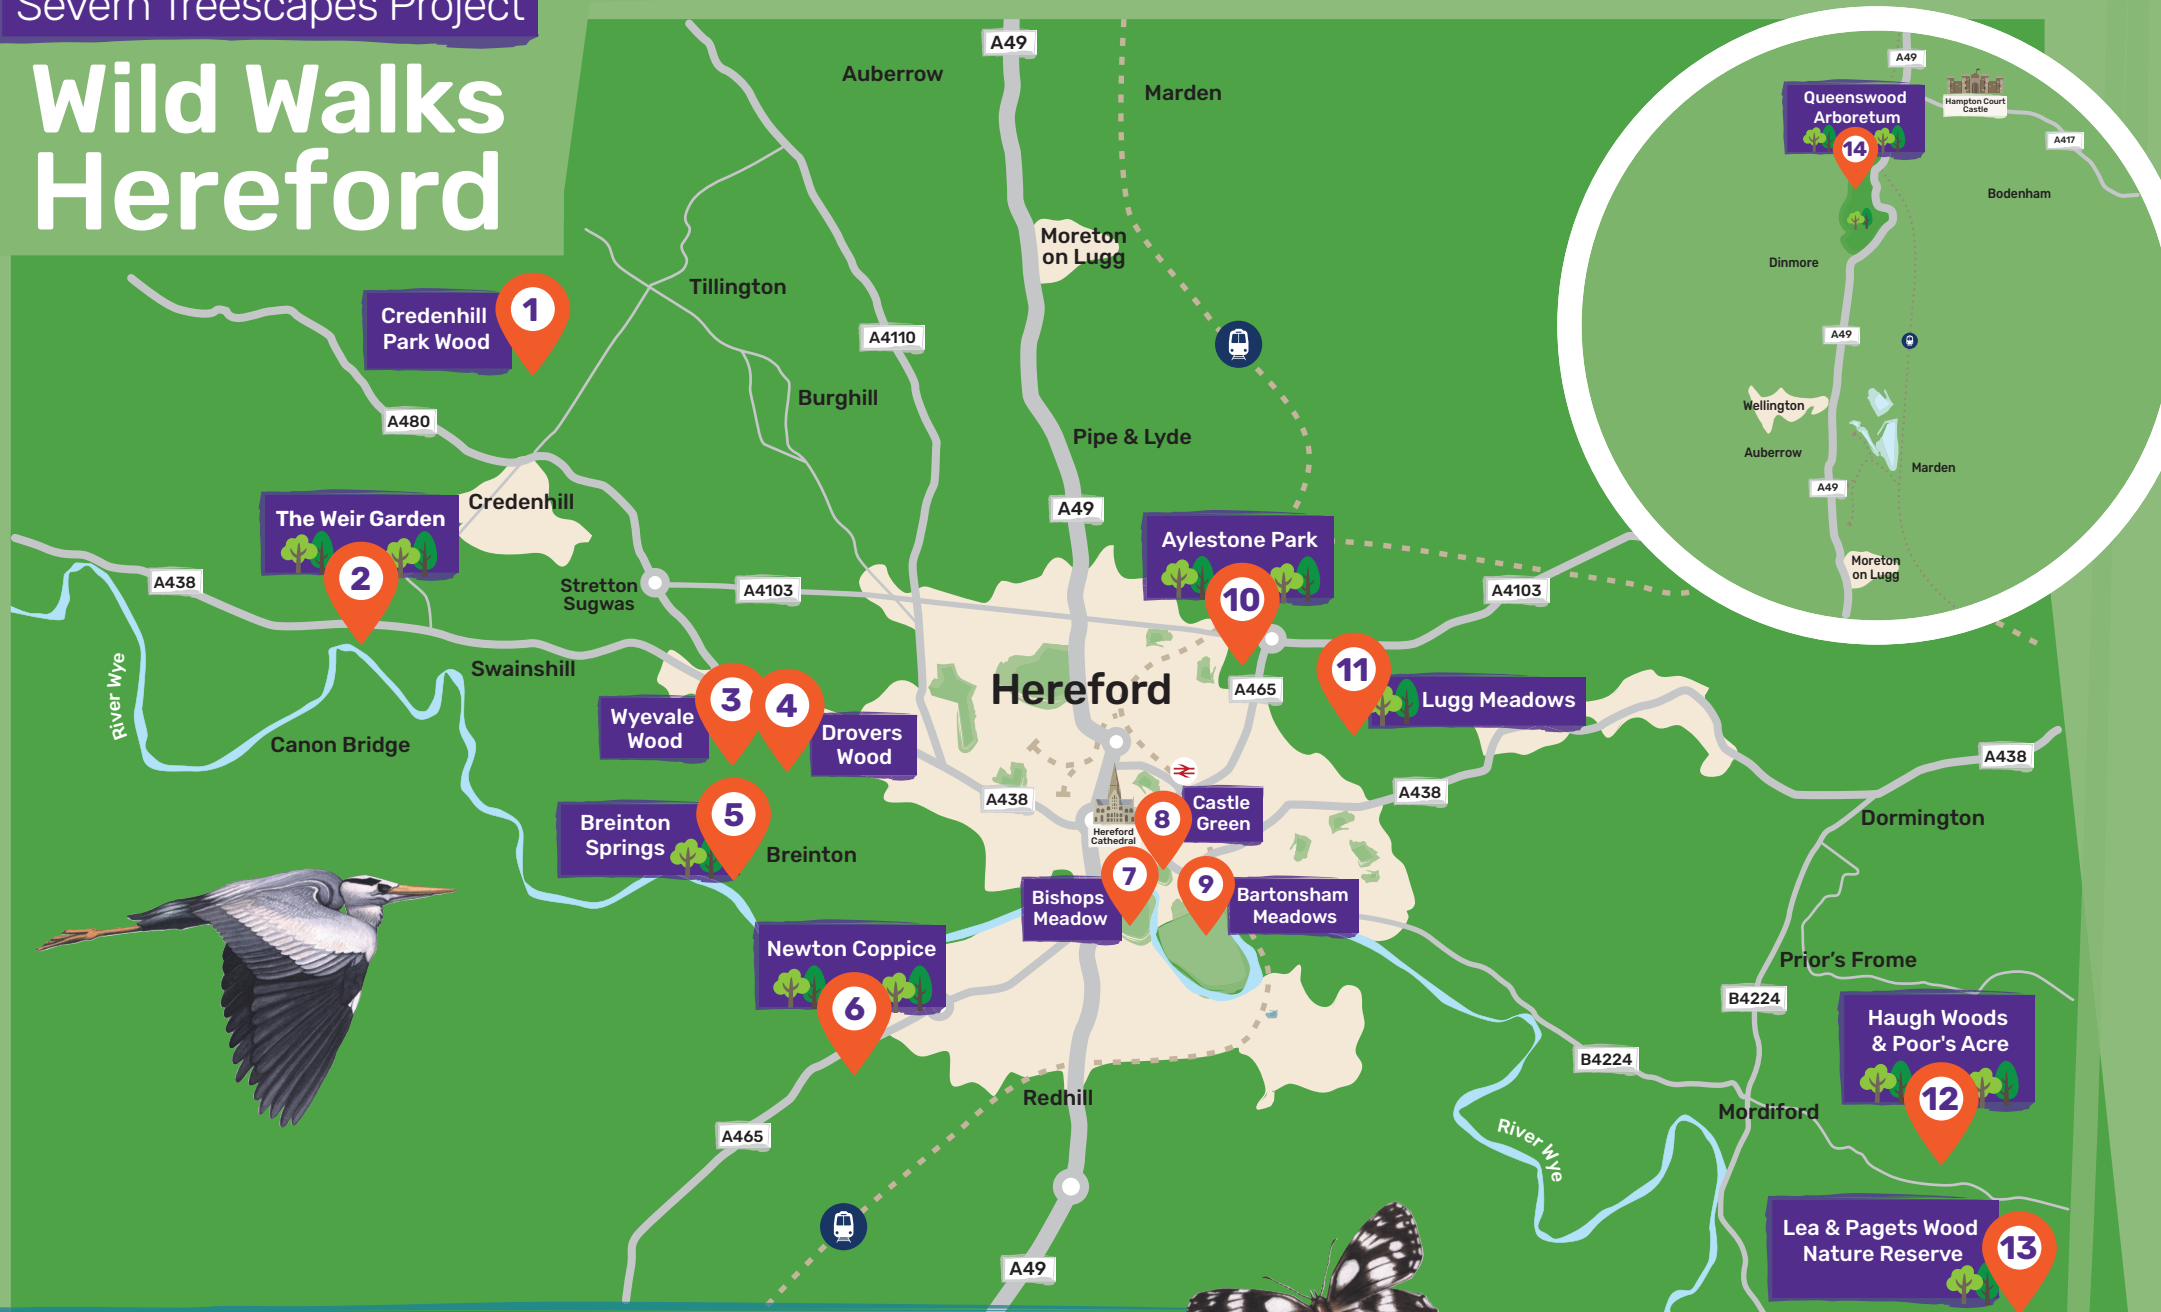 Severn Treescapes Project
Wild Walks
Hereford
A49
Auberrow
Marden
Moreton
on Lugg
Tillington
Credenhill
Park Wood
1
A4110
Burghill
A480
Pipe & Lyde
Credenhill
A49
The Weir Garden
2
A438
Stretton
Sugwas
A4103
Aylestone Park
10
A4103
River Wye
Swainshill
Canon Bridge
Wyevale
Wood
3
4
Drovers
Wood
Hereford
A465
11
Lugg Meadows
A438
A438
A438
Dormington
Breinton
Springs
5
Breinton
Hereford
Cathedral
8
Castle
Green
7
Bishops
Meadow
9
Bartonsham
Meadows
Newton Coppice
6
Prior's Frome
B4224
Haugh Woods
& Poor's Acre
12
B4224
Mordiford
River Wye
Redhill
A465
A49
Lea & Pagets Wood
Nature Reserve
13
A49
Queenswood
Arboretum
14
Hampton Court
Castle
A417
Bodenham
Dinmore
A49
Wellington
Auberrow
Marden
A49
Moreton
on Lugg